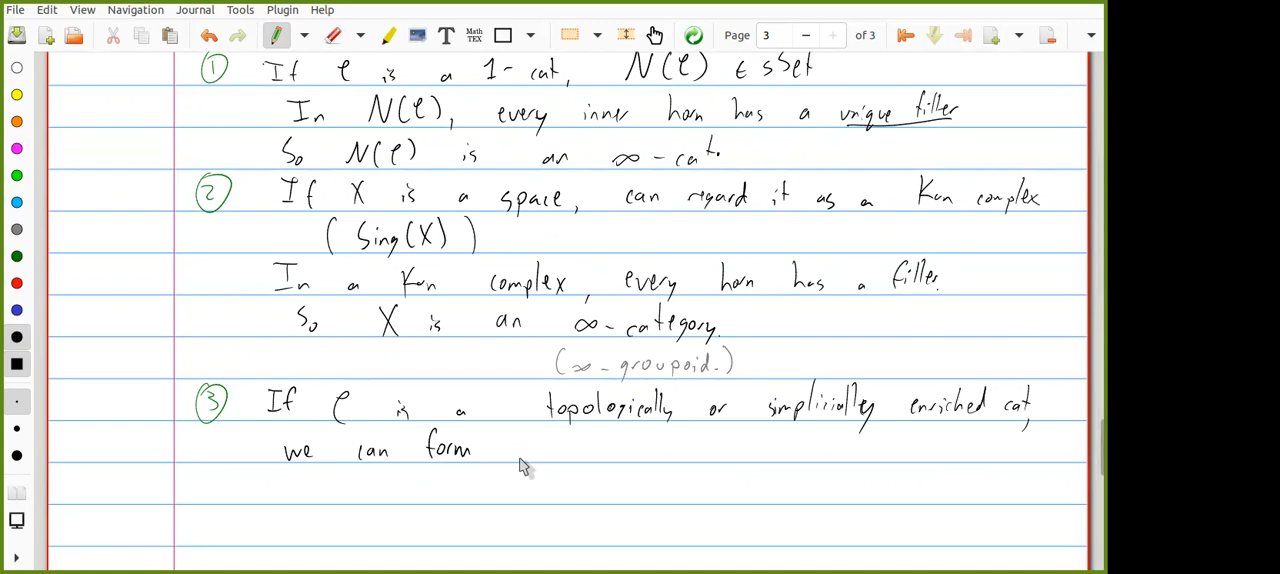 File Edit View Navigation Journal Tools Plugin Help
T Math TEX Page 3 of 3
① If C is a 1-cat, N(C) ∈ sSet
In N(C), every inner horn has a unique filler
So N(C) is an ∞-cat.
② If X is a space, can regard it as a Kan complex
(Sing(X))
In a Kan complex, every horn has a filler.
So X is an ∞-category.
(∞-groupoid.)
③ If C is a topologically or simplicially enriched cat,
we can form